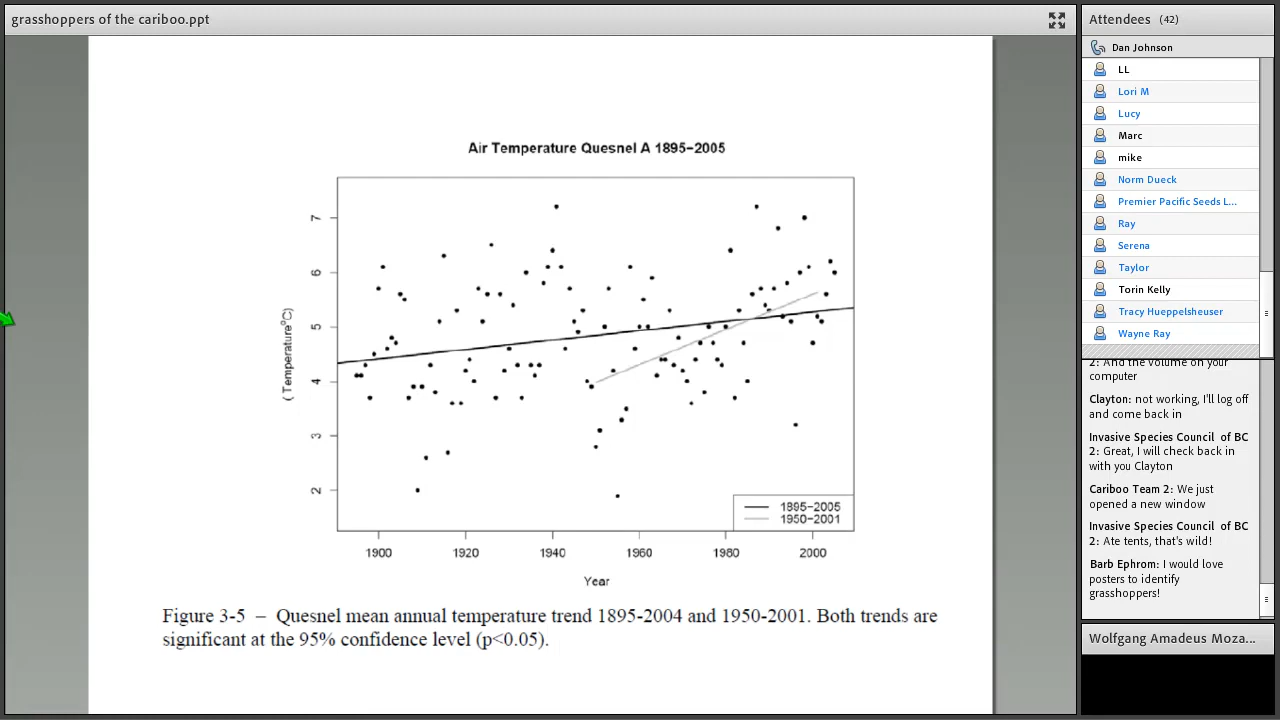 grasshoppers of the cariboo.ppt
Air Temperature Quesnel A 1895−2005
(Temperature°C)
7
6
5
4
3
2
1895−2005
1950−2001
1900
1920
1940
1960
1980
2000
Year
Figure 3-5 – Quesnel mean annual temperature trend 1895-2004 and 1950-2001. Both trends are
significant at the 95% confidence level (p<0.05).
Attendees (42)
Dan Johnson
LL
Lori M
Lucy
Marc
mike
Norm Dueck
Premier Pacific Seeds L...
Ray
Serena
Taylor
Torin Kelly
Tracy Hueppelsheuser
Wayne Ray
2: And the volume on your
computer
Clayton: not working, I'll log off
and come back in
Invasive Species Council of BC
2: Great, I will check back in
with you Clayton
Cariboo Team 2: We just
opened a new window
Invasive Species Council of BC
2: Ate tents, that's wild!
Barb Ephrom: I would love
posters to identify
grasshoppers!
Wolfgang Amadeus Moza...